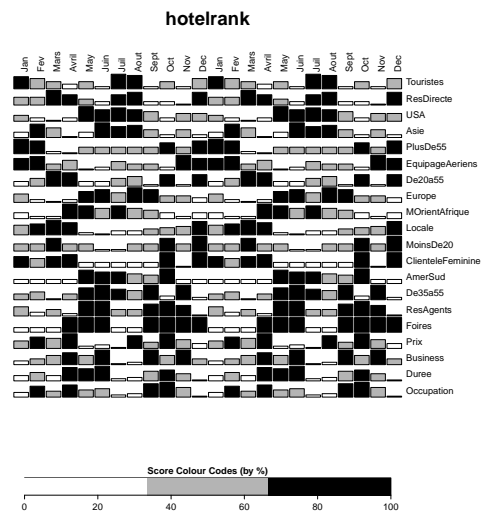 hotelrank
Jan Fev Mars Avril May Juin Juil Aout Sept Oct Nov Dec Jan Fev Mars Avril May Juin Juil Aout Sept Oct Nov Dec
Touristes
ResDirecte
USA
Asie
PlusDe55
EquipageAeriens
De20a55
Europe
MOrientAfrique
Locale
MoinsDe20
ClienteleFeminine
AmerSud
De35a55
ResAgents
Foires
Prix
Business
Duree
Occupation
Score Colour Codes (by %)
0 20 40 60 80 100